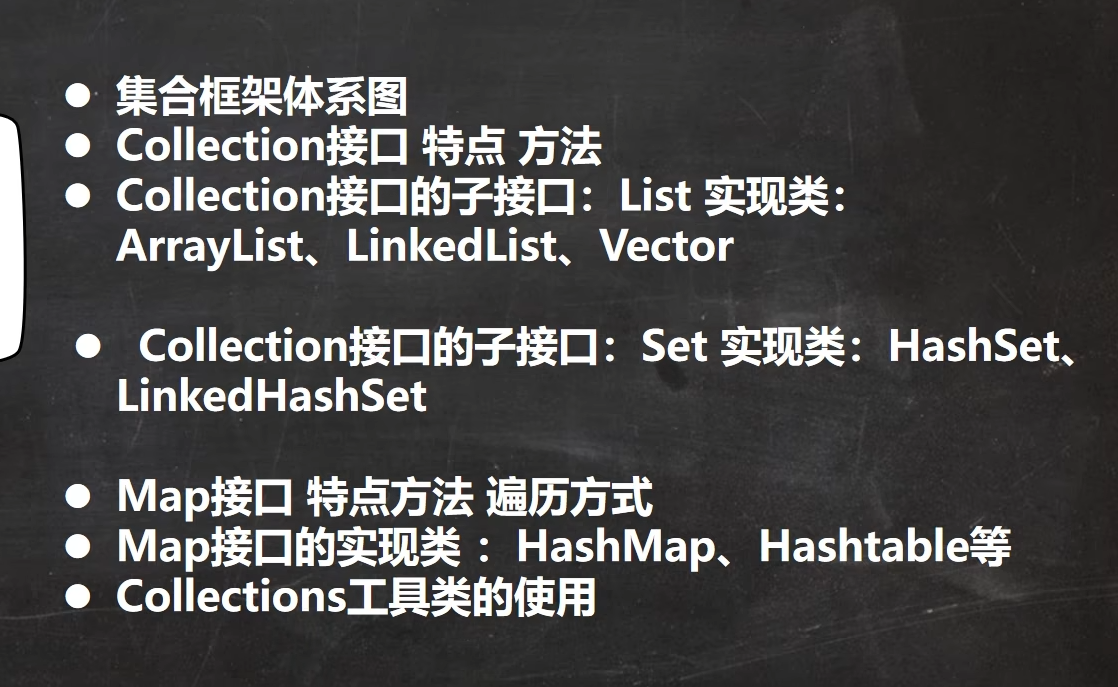 ● 集合框架体系图
● Collection接口 特点 方法
● Collection接口的子接口：List 实现类：
ArrayList、LinkedList、Vector
● Collection接口的子接口：Set 实现类：HashSet、
LinkedHashSet
● Map接口 特点方法 遍历方式
● Map接口的实现类 ：HashMap、Hashtable等
● Collections工具类的使用